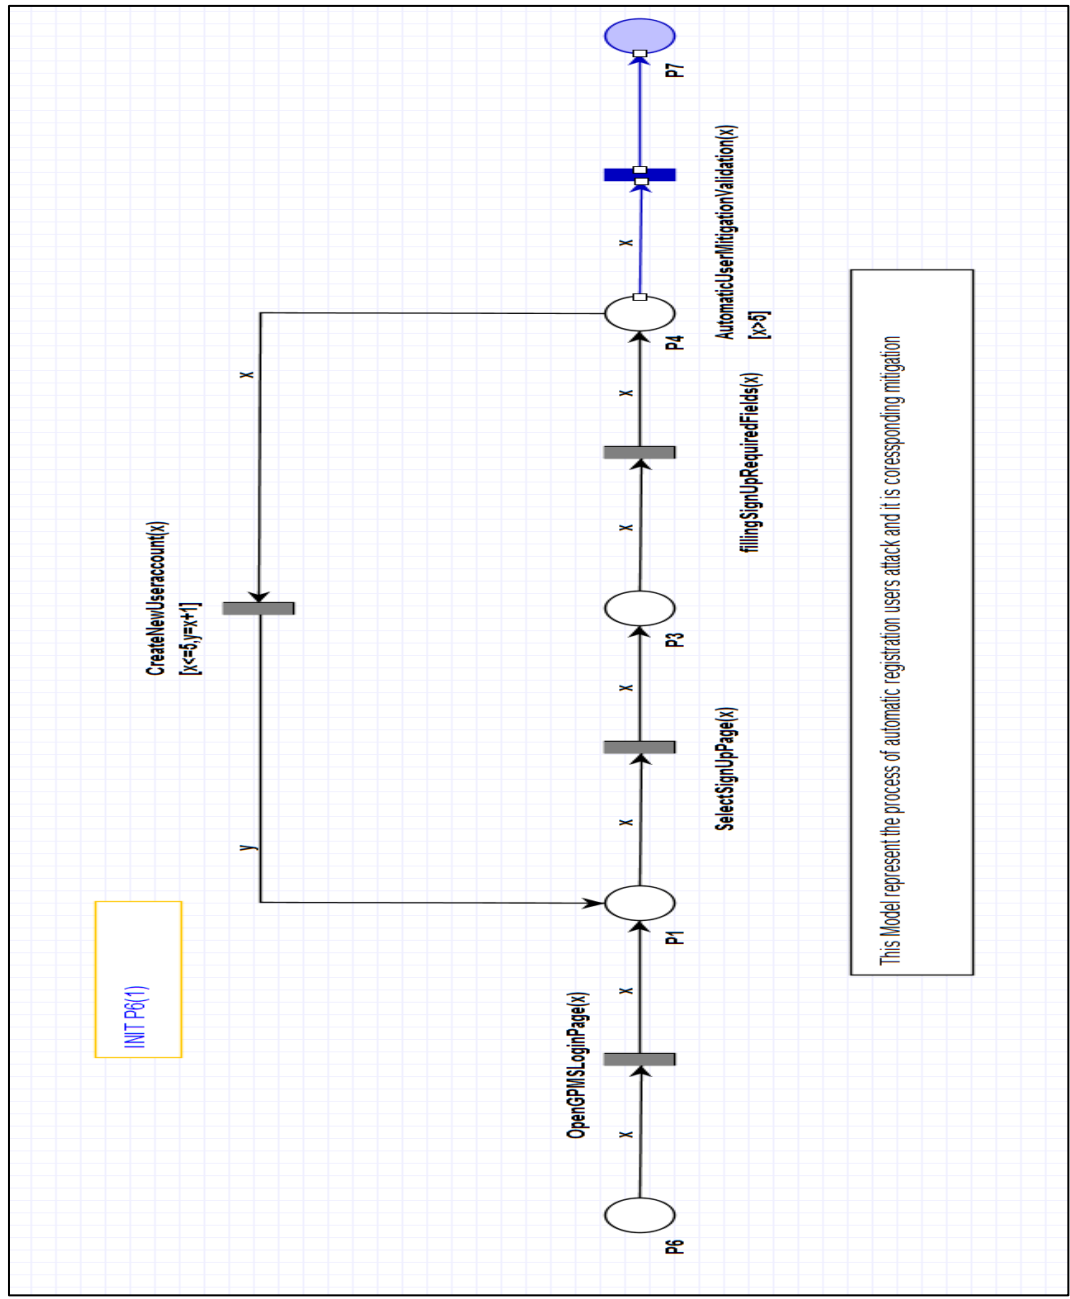 INIT P6(1)
CreateNewUseraccount(x)
[x<=5,y=x+1]
y
x
P6
x
OpenGPMSLoginPage(x)
x
P1
x
SelectSignUpPage(x)
x
P3
x
fillingSignUpRequiredFields(x)
x
P4
x
AutomaticUserMitigationValidation(x)
[x>5]
P7
This Model represent the process of automatic registration users attack and it is coressponding mitigation